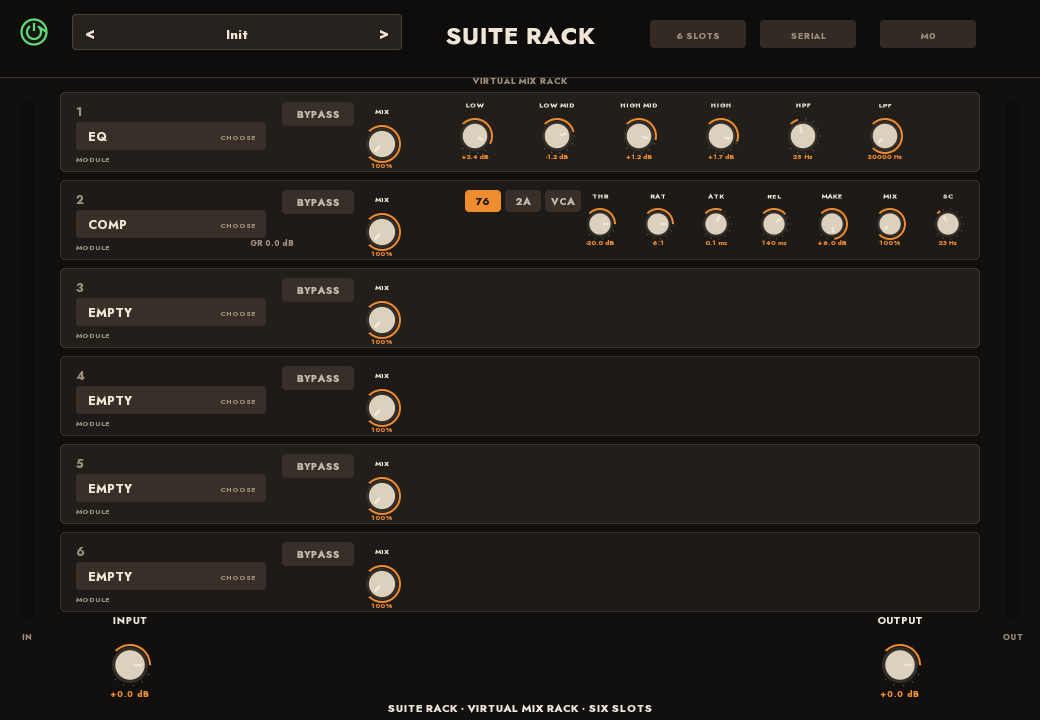 < Init >
SUITE RACK
6 SLOTS SERIAL M0
VIRTUAL MIX RACK
1
EQ CHOOSE
MODULE
BYPASS
MIX
100%
LOW LOW MID HIGH MID HIGH HPF LPF
+2.4 dB -1.2 dB +1.2 dB +1.7 dB 25 Hz 20000 Hz
2
COMP CHOOSE
MODULE
GR 0.0 dB
BYPASS
MIX
100%
76 2A VCA
THR RAT ATK REL MAKE MIX SC
-20.0 dB 6:1 0.1 ms 140 ms +6.0 dB 100% 23 Hz
3
EMPTY CHOOSE
MODULE
BYPASS
MIX
100%
4
EMPTY CHOOSE
MODULE
BYPASS
MIX
100%
5
EMPTY CHOOSE
MODULE
BYPASS
MIX
100%
6
EMPTY CHOOSE
MODULE
BYPASS
MIX
100%
IN
INPUT
+0.0 dB
OUTPUT
+0.0 dB
OUT
SUITE RACK · VIRTUAL MIX RACK · SIX SLOTS